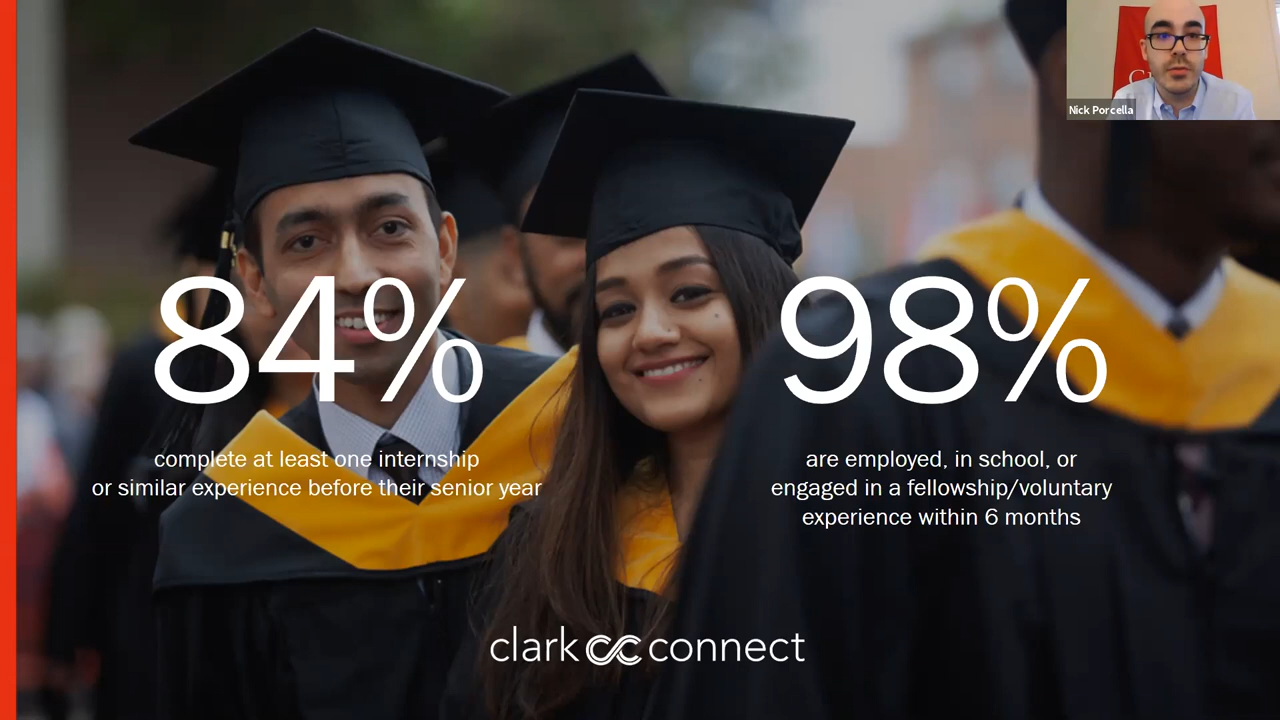 Nick Porcella
84%
complete at least one internship
or similar experience before their senior year
98%
are employed, in school, or
engaged in a fellowship/voluntary
experience within 6 months
clark connect